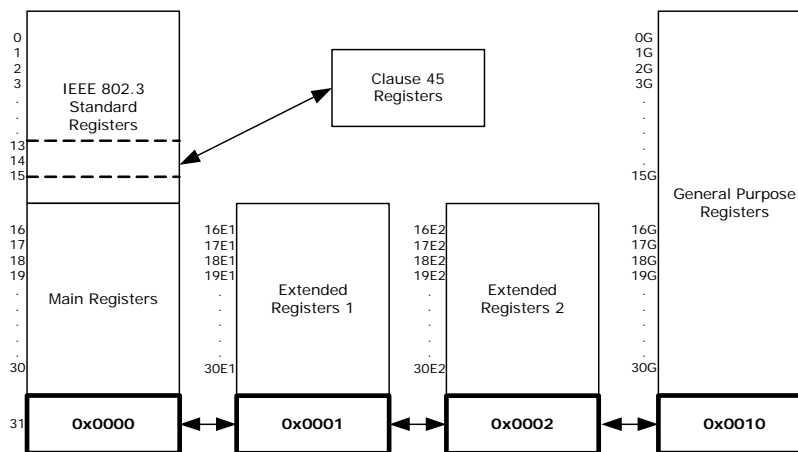 0
1
2
3
.
.
.
13
14
15
IEEE 802.3
Standard
Registers
Clause 45
Registers
0G
1G
2G
3G
.
.
.
.
.
15G
General Purpose
Registers
16
17
18
19
.
.
.
.
.
30
Main Registers
16E1
17E1
18E1
19E1
.
.
.
.
.
30E1
Extended
Registers 1
16E2
17E2
18E2
19E2
.
.
.
.
.
30E2
Extended
Registers 2
16G
17G
18G
19G
.
.
.
.
.
30G
31
0x0000
0x0001
0x0002
0x0010